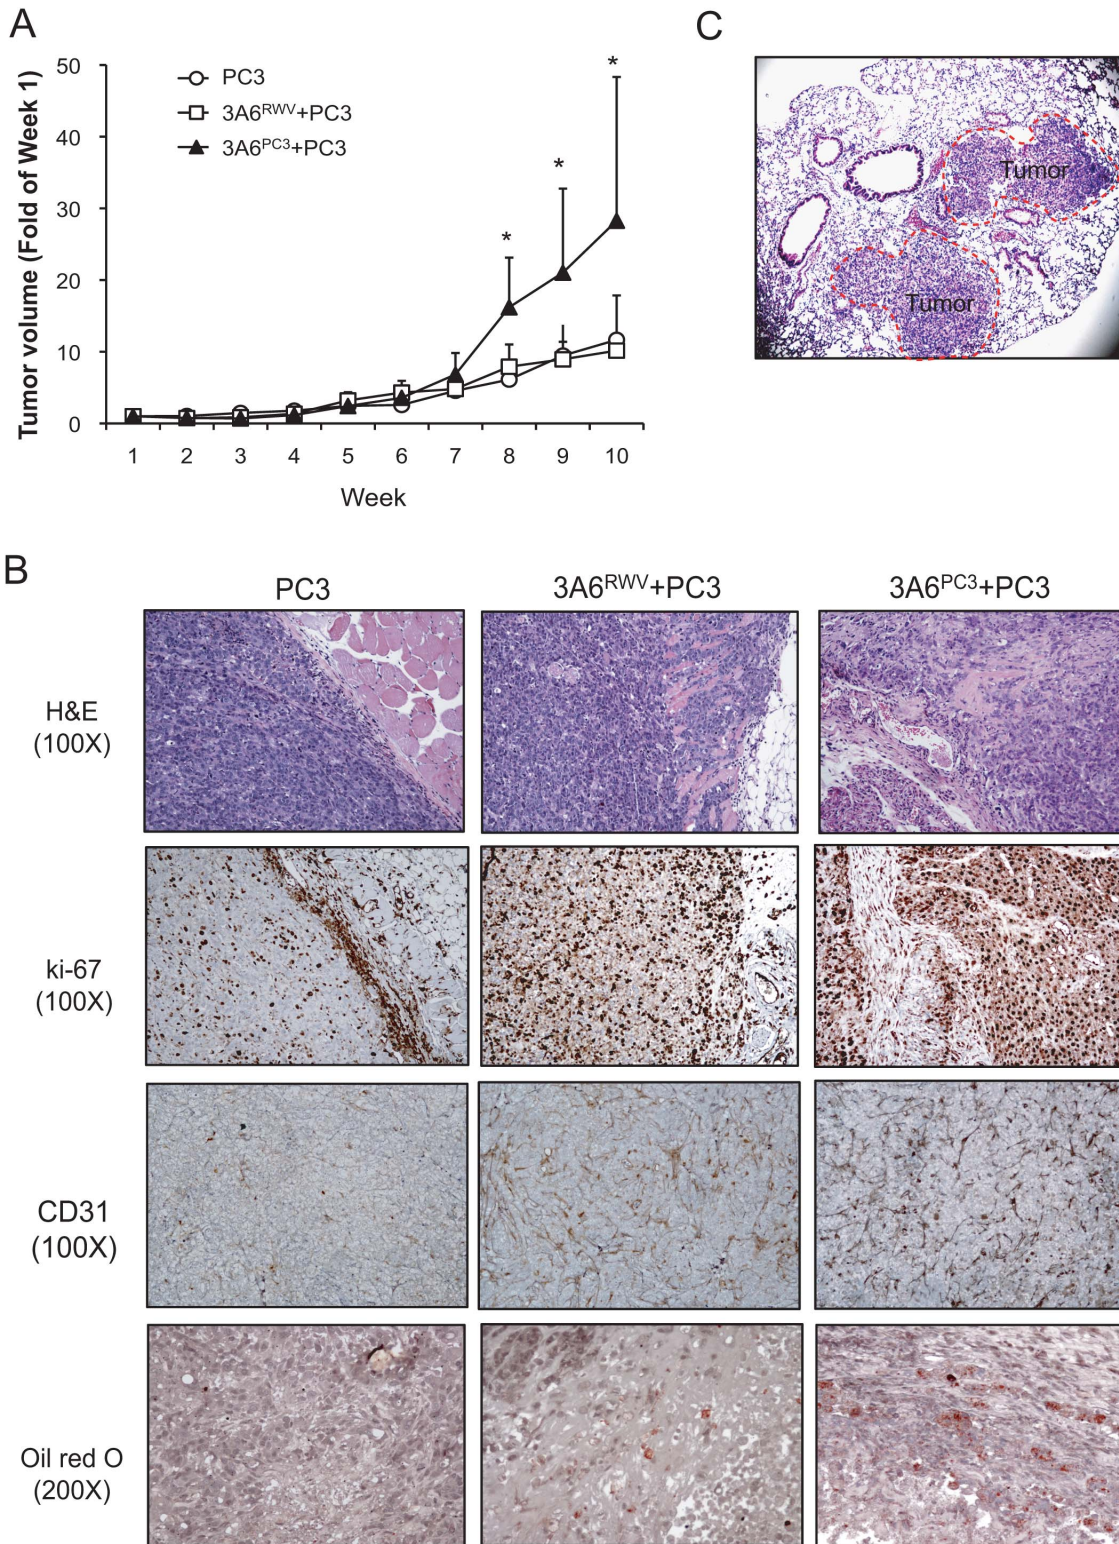 A
Tumor volume (Fold of Week 1)
50
40
30
20
10
0
PC3
3A6ᴿᵂⱽ+PC3
3A6ᴾᶜ³+PC3
*
*
*
1 2 3 4 5 6 7 8 9 10
Week
C
Tumor
Tumor
B
PC3
3A6ᴿᵂⱽ+PC3
3A6ᴾᶜ³+PC3
H&E
(100X)
ki-67
(100X)
CD31
(100X)
Oil red O
(200X)